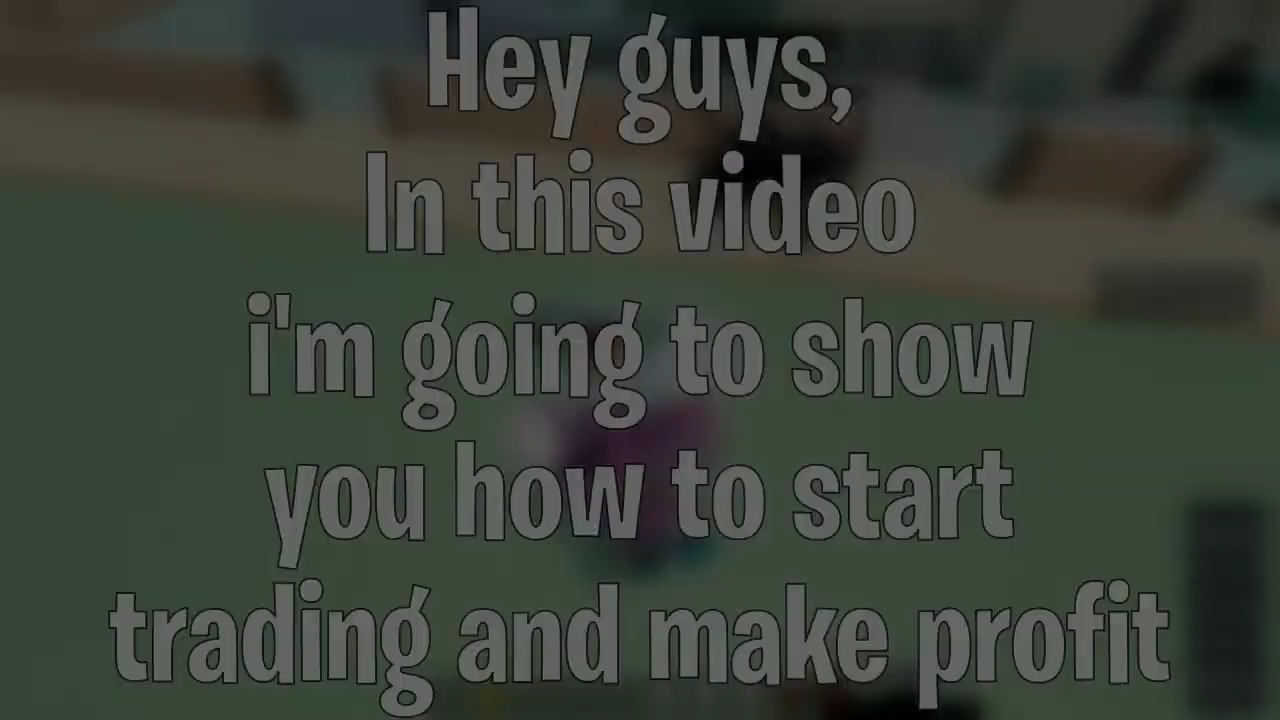 Hey guys,
In this video
i'm going to show
you how to start
trading and make profit